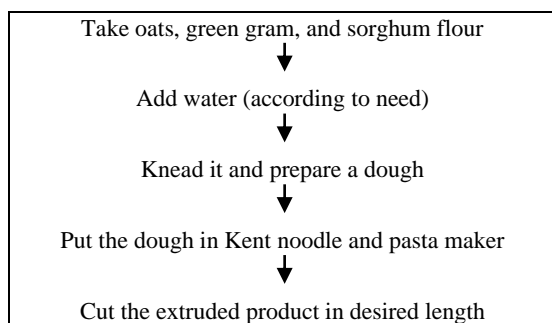 Take oats, green gram, and sorghum flour
Add water (according to need)
Knead it and prepare a dough
Put the dough in Kent noodle and pasta maker
Cut the extruded product in desired length